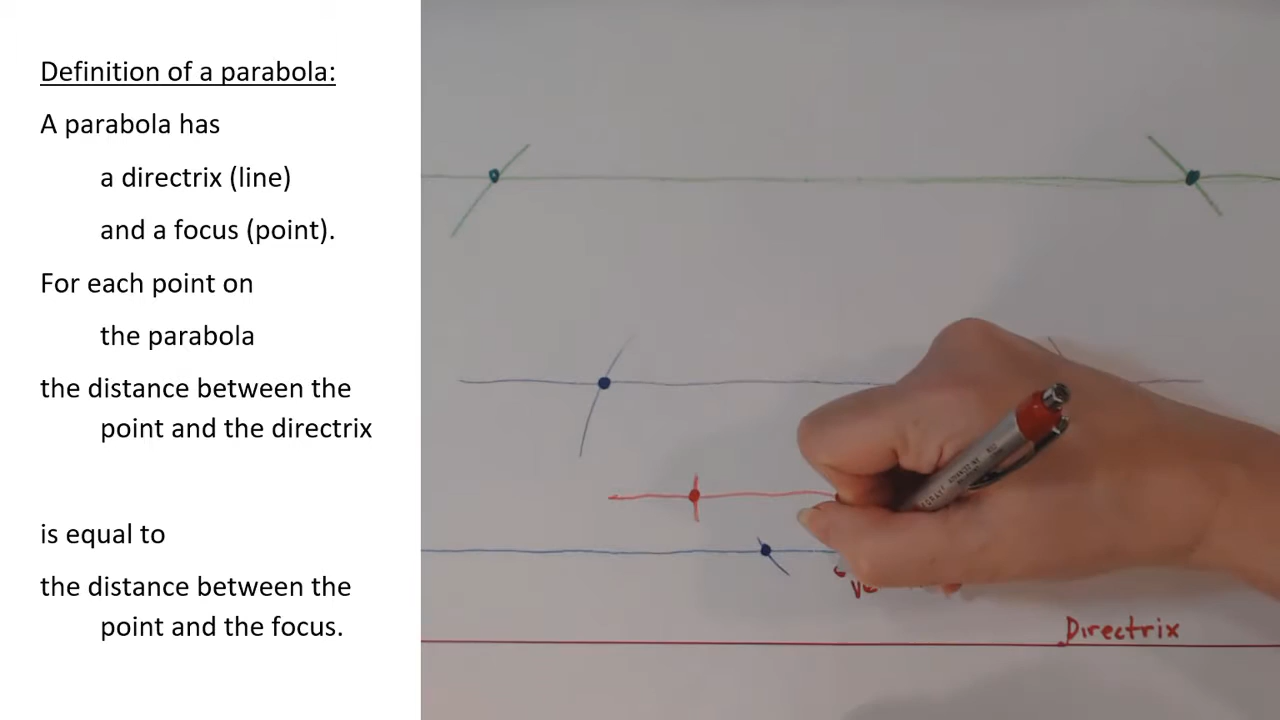 Definition of a parabola:
A parabola has
a directrix (line)
and a focus (point).
For each point on
the parabola
the distance between the
point and the directrix
is equal to
the distance between the
point and the focus.
Directrix